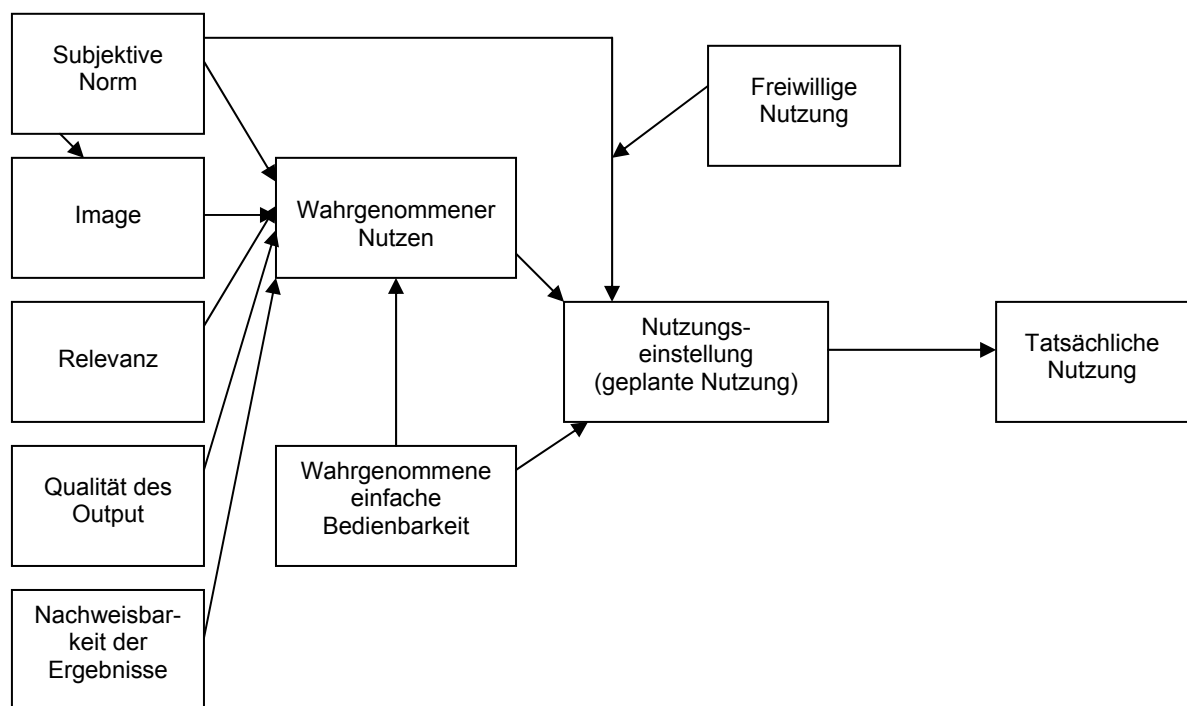 Subjektive
Norm
Freiwillige
Nutzung
Image
Wahrgenommener
Nutzen
Relevanz
Nutzungs-
einstellung
(geplante Nutzung)
Tatsächliche
Nutzung
Qualität des
Output
Wahrgenommene
einfache
Bedienbarkeit
Nachweisbar-
keit der
Ergebnisse